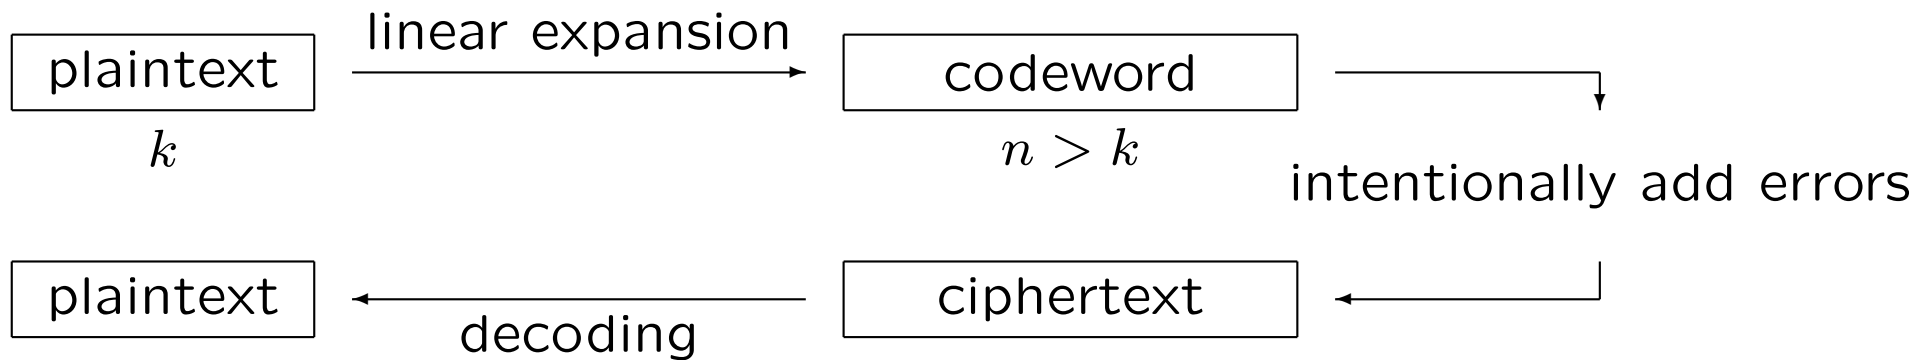 linear expansion
plaintext
codeword
k
n > k
intentionally add errors
plaintext
ciphertext
decoding